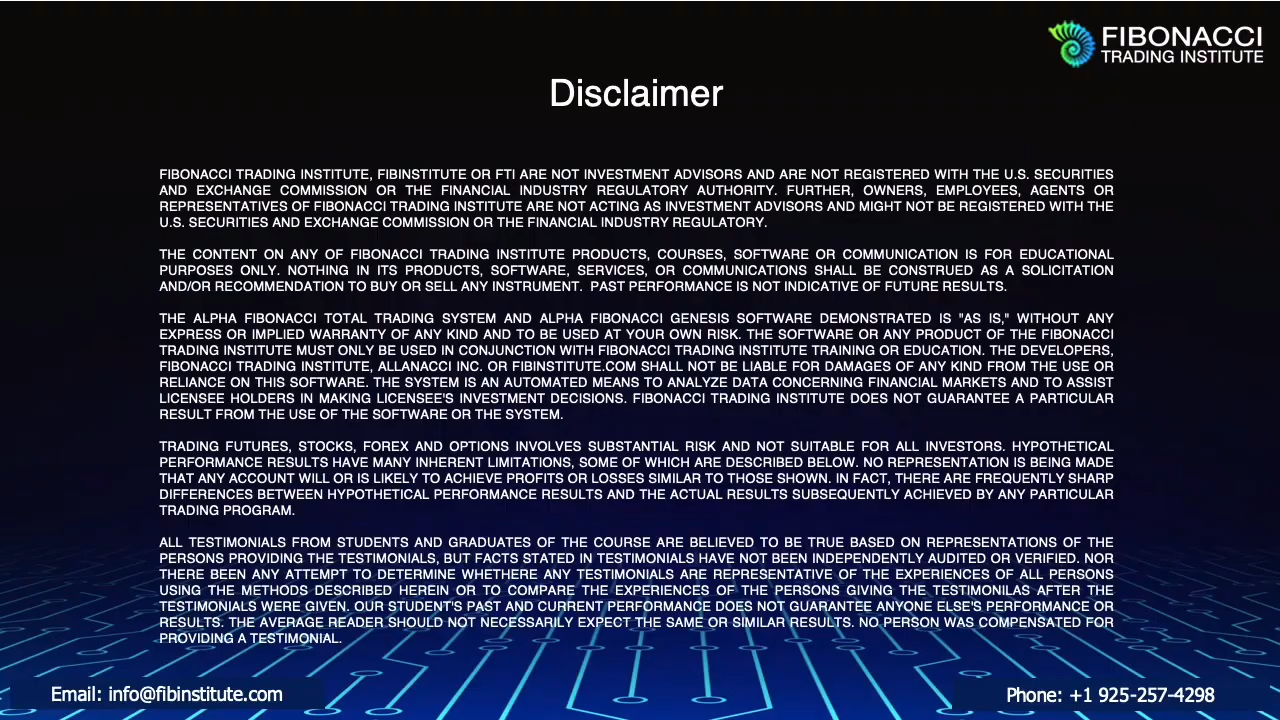 FIBONACCI
TRADING INSTITUTE
Disclaimer
FIBONACCI TRADING INSTITUTE, FIBINSTITUTE OR FTI ARE NOT INVESTMENT ADVISORS AND ARE NOT REGISTERED WITH THE U.S. SECURITIES
AND EXCHANGE COMMISSION OR THE FINANCIAL INDUSTRY REGULATORY AUTHORITY. FURTHER, OWNERS, EMPLOYEES, AGENTS OR
REPRESENTATIVES OF FIBONACCI TRADING INSTITUTE ARE NOT ACTING AS INVESTMENT ADVISORS AND MIGHT NOT BE REGISTERED WITH THE
U.S. SECURITIES AND EXCHANGE COMMISSION OR THE FINANCIAL INDUSTRY REGULATORY.
THE CONTENT ON ANY OF FIBONACCI TRADING INSTITUTE PRODUCTS, COURSES, SOFTWARE OR COMMUNICATION IS FOR EDUCATIONAL
PURPOSES ONLY. NOTHING IN ITS PRODUCTS, SOFTWARE, SERVICES, OR COMMUNICATIONS SHALL BE CONSTRUED AS A SOLICITATION
AND/OR RECOMMENDATION TO BUY OR SELL ANY INSTRUMENT. PAST PERFORMANCE IS NOT INDICATIVE OF FUTURE RESULTS.
THE ALPHA FIBONACCI TOTAL TRADING SYSTEM AND ALPHA FIBONACCI GENESIS SOFTWARE DEMONSTRATED IS "AS IS," WITHOUT ANY
EXPRESS OR IMPLIED WARRANTY OF ANY KIND AND TO BE USED AT YOUR OWN RISK. THE SOFTWARE OR ANY PRODUCT OF THE FIBONACCI
TRADING INSTITUTE MUST ONLY BE USED IN CONJUNCTION WITH FIBONACCI TRADING INSTITUTE TRAINING OR EDUCATION. THE DEVELOPERS,
FIBONACCI TRADING INSTITUTE, ALLANACCI INC. OR FIBINSTITUTE.COM SHALL NOT BE LIABLE FOR DAMAGES OF ANY KIND FROM THE USE OR
RELIANCE ON THIS SOFTWARE. THE SYSTEM IS AN AUTOMATED MEANS TO ANALYZE DATA CONCERNING FINANCIAL MARKETS AND TO ASSIST
LICENSEE HOLDERS IN MAKING LICENSEE'S INVESTMENT DECISIONS. FIBONACCI TRADING INSTITUTE DOES NOT GUARANTEE A PARTICULAR
RESULT FROM THE USE OF THE SOFTWARE OR THE SYSTEM.
TRADING FUTURES, STOCKS, FOREX AND OPTIONS INVOLVES SUBSTANTIAL RISK AND NOT SUITABLE FOR ALL INVESTORS. HYPOTHETICAL
PERFORMANCE RESULTS HAVE MANY INHERENT LIMITATIONS, SOME OF WHICH ARE DESCRIBED BELOW. NO REPRESENTATION IS BEING MADE
THAT ANY ACCOUNT WILL OR IS LIKELY TO ACHIEVE PROFITS OR LOSSES SIMILAR TO THOSE SHOWN. IN FACT, THERE ARE FREQUENTLY SHARP
DIFFERENCES BETWEEN HYPOTHETICAL PERFORMANCE RESULTS AND THE ACTUAL RESULTS SUBSEQUENTLY ACHIEVED BY ANY PARTICULAR
TRADING PROGRAM.
ALL TESTIMONIALS FROM STUDENTS AND GRADUATES OF THE COURSE ARE BELIEVED TO BE TRUE BASED ON REPRESENTATIONS OF THE
PERSONS PROVIDING THE TESTIMONIALS, BUT FACTS STATED IN TESTIMONIALS HAVE NOT BEEN INDEPENDENTLY AUDITED OR VERIFIED. NOR
THERE BEEN ANY ATTEMPT TO DETERMINE WHETHERE ANY TESTIMONIALS ARE REPRESENTATIVE OF THE EXPERIENCES OF ALL PERSONS
USING THE METHODS DESCRIBED HEREIN OR TO COMPARE THE EXPERIENCES OF THE PERSONS GIVING THE TESTIMONILAS AFTER THE
TESTIMONIALS WERE GIVEN. OUR STUDENT'S PAST AND CURRENT PERFORMANCE DOES NOT GUARANTEE ANYONE ELSE'S PERFORMANCE OR
RESULTS. THE AVERAGE READER SHOULD NOT NECESSARILY EXPECT THE SAME OR SIMILAR RESULTS. NO PERSON WAS COMPENSATED FOR
PROVIDING A TESTIMONIAL.
Email: info@fibinstitute.com
Phone: +1 925-257-4298